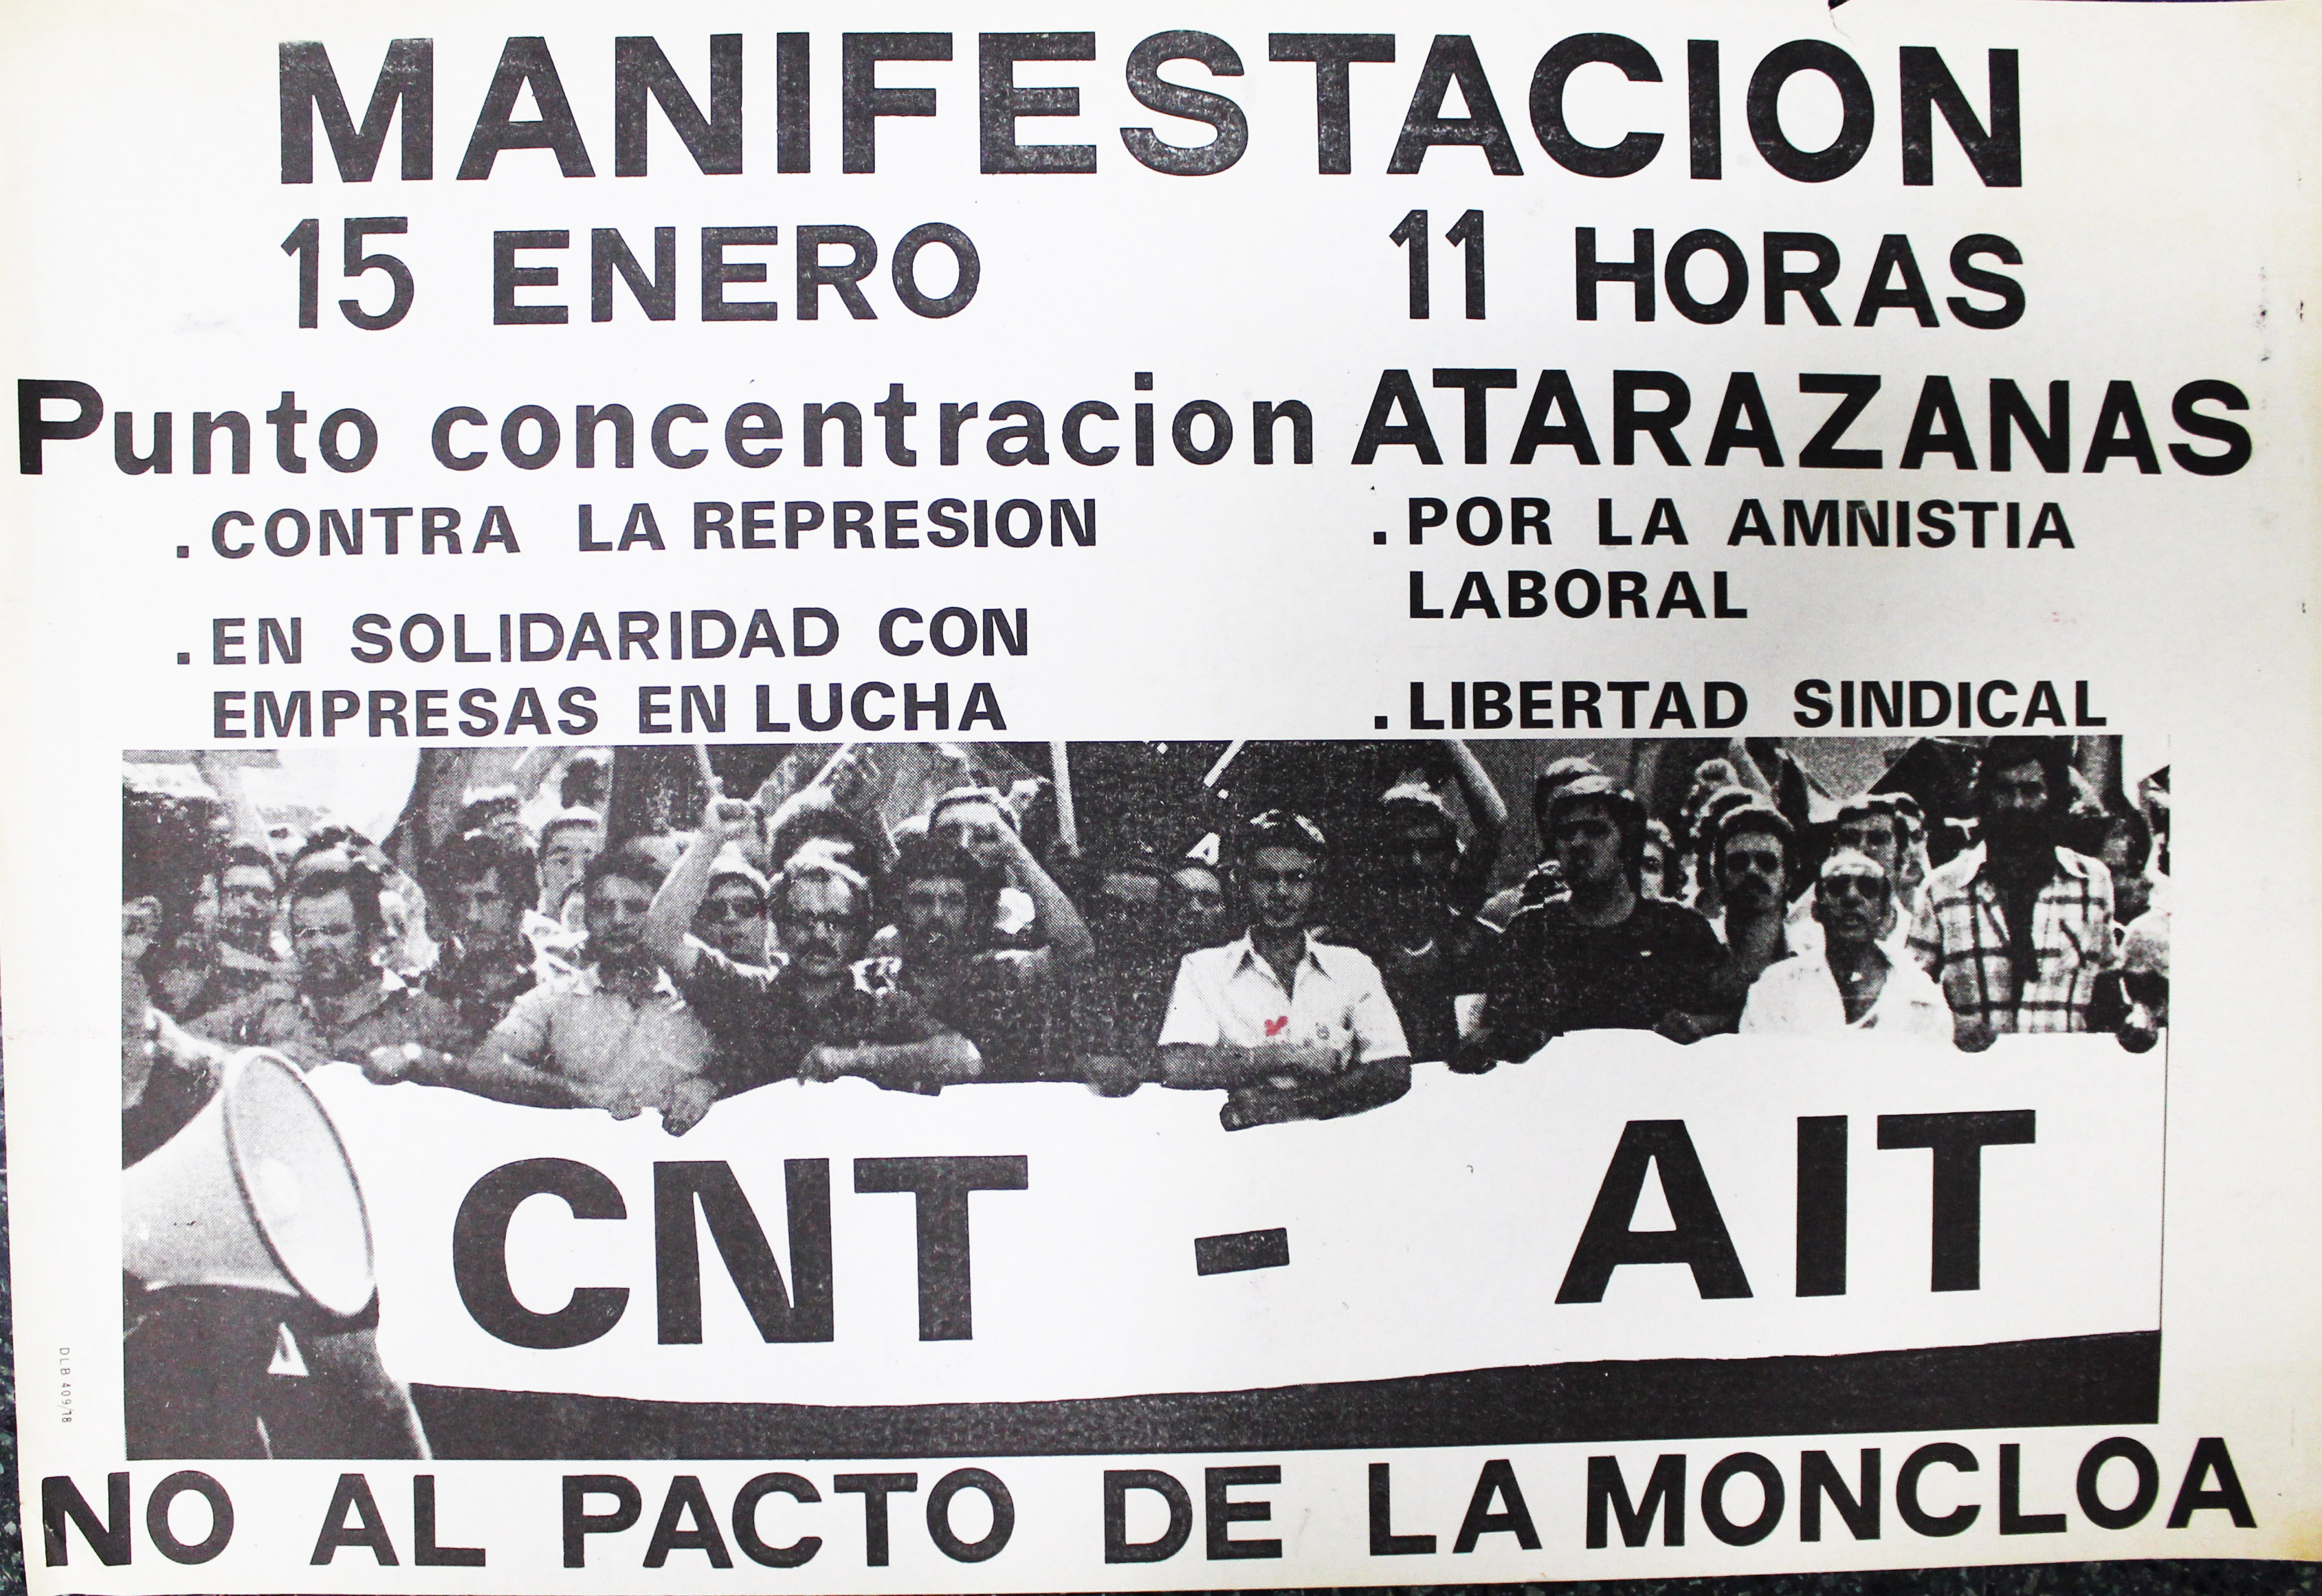 MANIFESTACION
15 ENERO 11 HORAS
Punto concentracion ATARAZANAS
. CONTRA LA REPRESION
. EN SOLIDARIDAD CON
EMPRESAS EN LUCHA
. POR LA AMNISTIA
LABORAL
. LIBERTAD SINDICAL
CNT - AIT
DLB 409/78
NO AL PACTO DE LA MONCLOA